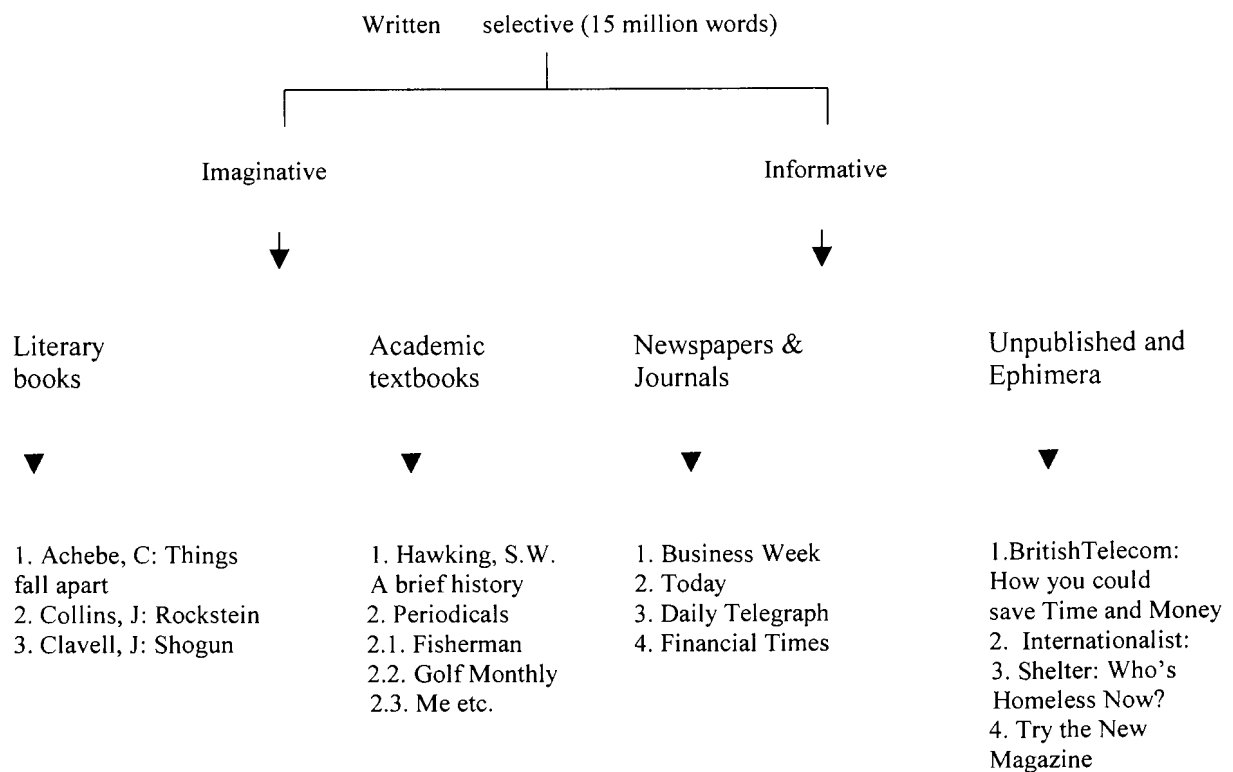 Written selective (15 million words)
Imaginative
Informative
Literary
books
Academic
textbooks
Newspapers &
Journals
Unpublished and
Ephimera
1. Achebe, C: Things
fall apart
2. Collins, J: Rockstein
3. Clavell, J: Shogun
1. Hawking, S.W.
A brief history
2. Periodicals
2.1. Fisherman
2.2. Golf Monthly
2.3. Me etc.
1. Business Week
2. Today
3. Daily Telegraph
4. Financial Times
1.BritishTelecom:
How you could
save Time and Money
2. Internationalist:
3. Shelter: Who's
Homeless Now?
4. Try the New
Magazine